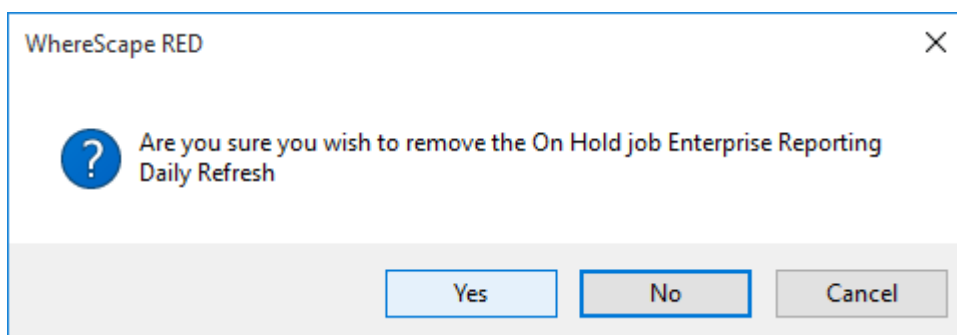 WhereScape RED
Are you sure you wish to remove the On Hold job Enterprise Reporting
Daily Refresh
Yes No Cancel